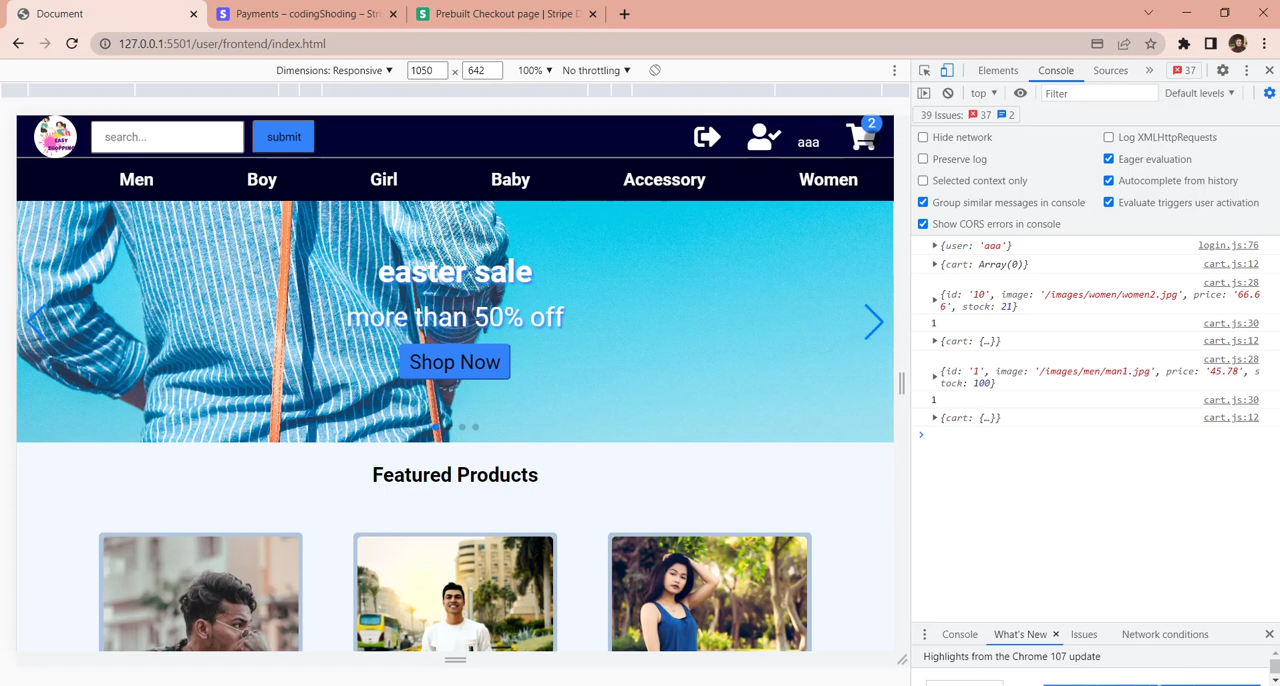 Document
Payments – codingShoding – Stri
Prebuilt Checkout page | Stripe D
127.0.0.1:5501/user/frontend/index.html
Dimensions: Responsive ▼ 1050 × 642 100% ▼ No throttling ▼
Elements Console Sources » 37
top ▼ Filter Default levels ▼
39 Issues: 37 2
Hide network Log XMLHttpRequests
Preserve log Eager evaluation
Selected context only Autocomplete from history
Group similar messages in console Evaluate triggers user activation
Show CORS errors in console
EASY SHOPPING
search... submit aaa 2
Men Boy Girl Baby Accessory Women
easter sale
more than 50% off
Shop Now
Featured Products
{user: 'aaa'} login.js:76
{cart: Array(0)} cart.js:12
cart.js:28
{id: '10', image: '/images/women/women2.jpg', price: '66.6
6', stock: 21}
1 cart.js:30
{cart: {…}} cart.js:12
cart.js:28
{id: '1', image: '/images/men/man1.jpg', price: '45.78', s
tock: 100}
1 cart.js:30
{cart: {…}} cart.js:12
Console What's New Issues Network conditions
Highlights from the Chrome 107 update